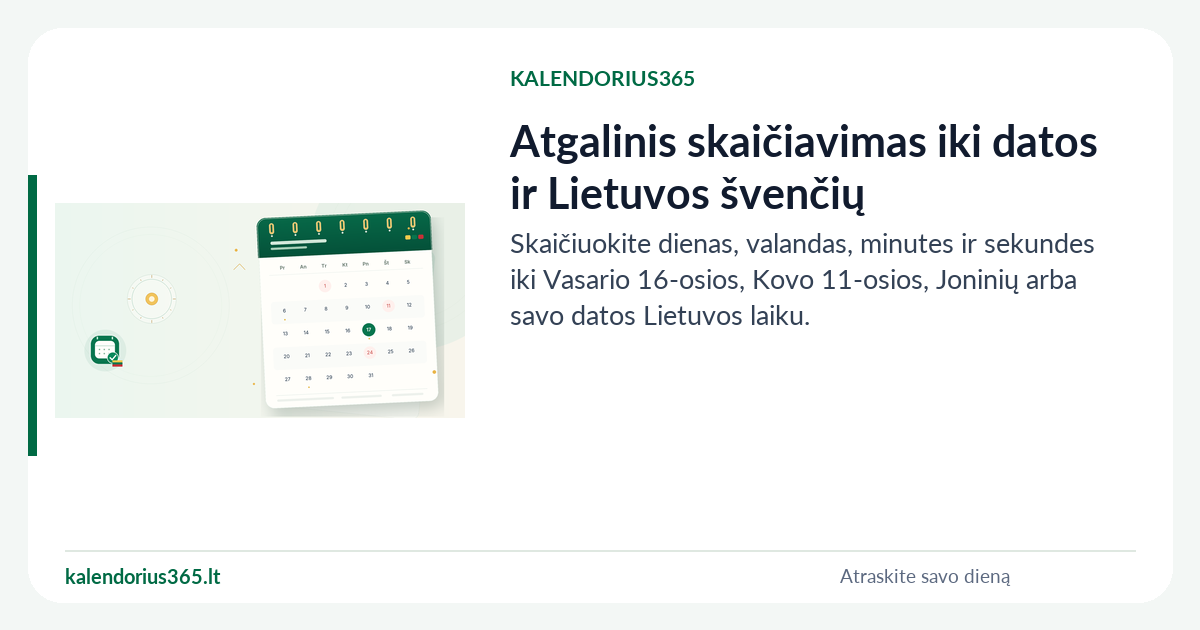 KALENDORIUS365
Atgalinis skaičiavimas iki datos
ir Lietuvos švenčių
Skaičiuokite dienas, valandas, minutes ir sekundes
iki Vasario 16-osios, Kovo 11-osios, Joninių arba
savo datos Lietuvos laiku.
Pr An Tr Kt Pn Št Sk
1 2 3 4 5
6 7 8 9 10 11 12
13 14 15 16 17 18 19
20 21 22 23 24 25 26
27 28 29 30 31
kalendorius365.lt
Atraskite savo dieną